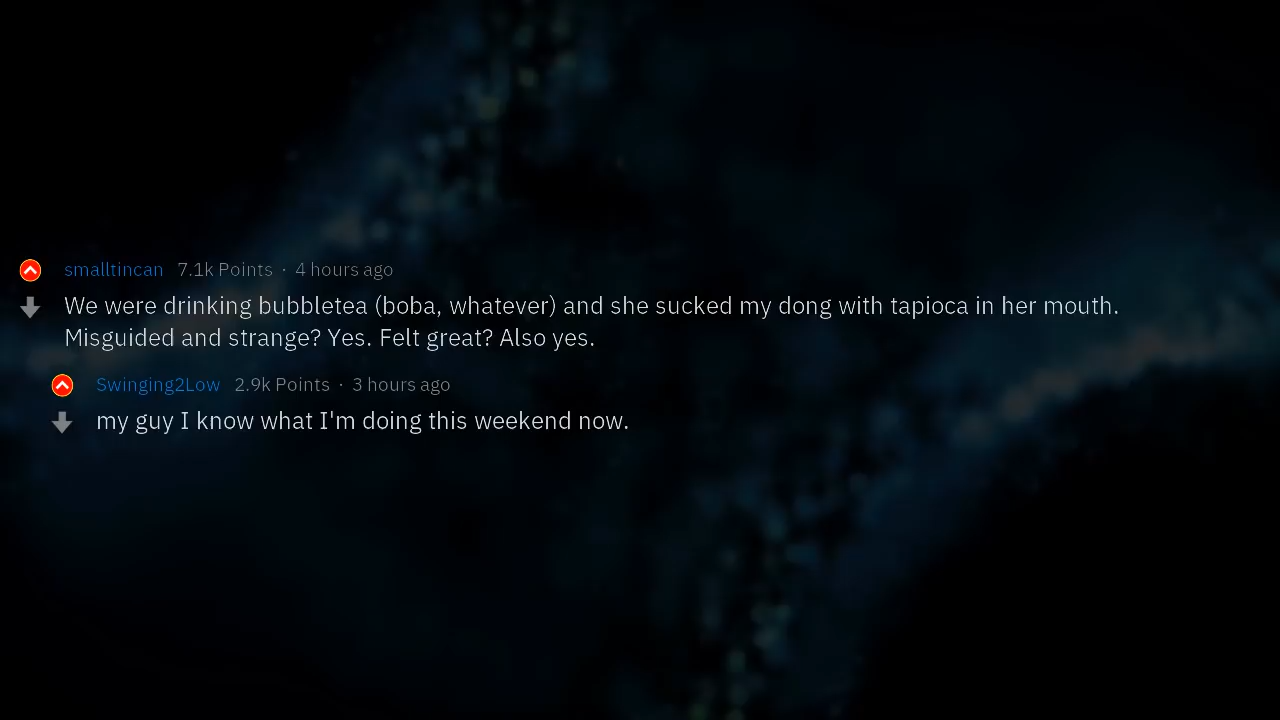 smalltincan 7.1k Points · 4 hours ago
We were drinking bubbletea (boba, whatever) and she sucked my dong with tapioca in her mouth.
Misguided and strange? Yes. Felt great? Also yes.
Swinging2Low 2.9k Points · 3 hours ago
my guy I know what I'm doing this weekend now.